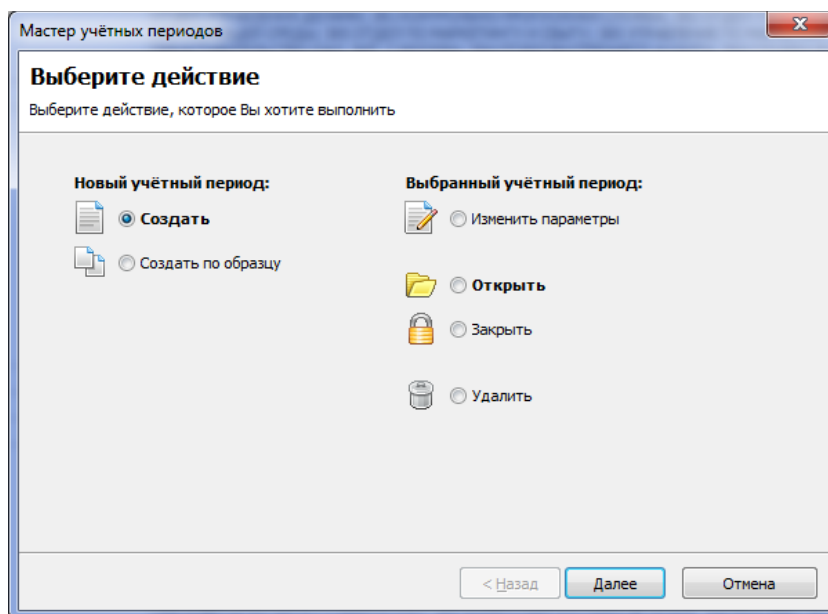 Мастер учётных периодов
Выберите действие
Выберите действие, которое Вы хотите выполнить
Новый учётный период:
Создать
Создать по образцу
Выбранный учётный период:
Изменить параметры
Открыть
Закрыть
Удалить
< Назад
Далее
Отмена